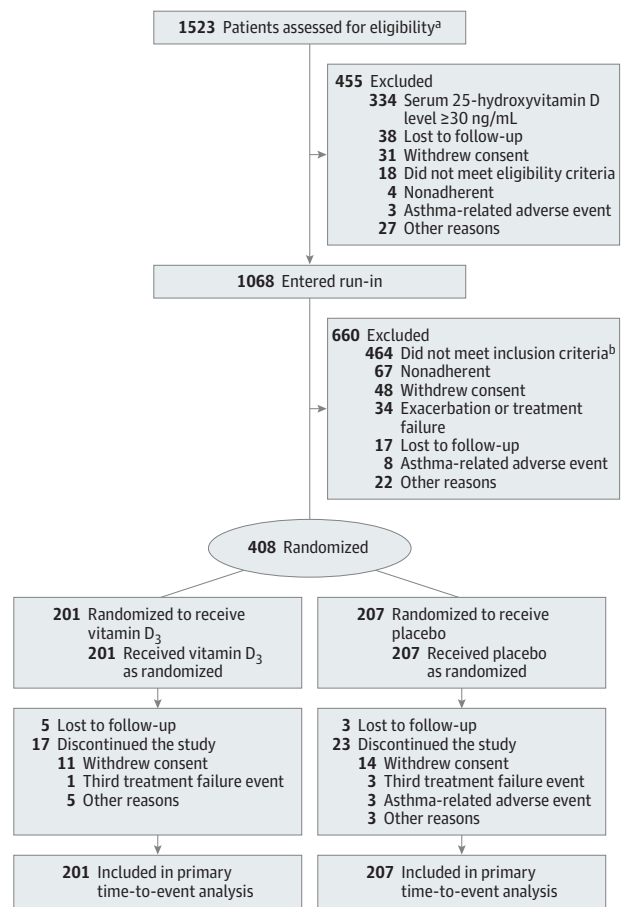 1523 Patients assessed for eligibilityᵃ
455 Excluded
334 Serum 25-hydroxyvitamin D
level ≥30 ng/mL
38 Lost to follow-up
31 Withdrew consent
18 Did not meet eligibility criteria
4 Nonadherent
3 Asthma-related adverse event
27 Other reasons
1068 Entered run-in
660 Excluded
464 Did not meet inclusion criteriaᵇ
67 Nonadherent
48 Withdrew consent
34 Exacerbation or treatment
failure
17 Lost to follow-up
8 Asthma-related adverse event
22 Other reasons
408 Randomized
201 Randomized to receive
vitamin D₃
201 Received vitamin D₃
as randomized
207 Randomized to receive
placebo
207 Received placebo
as randomized
5 Lost to follow-up
17 Discontinued the study
11 Withdrew consent
1 Third treatment failure event
5 Other reasons
3 Lost to follow-up
23 Discontinued the study
14 Withdrew consent
3 Third treatment failure event
3 Asthma-related adverse event
3 Other reasons
201 Included in primary
time-to-event analysis
207 Included in primary
time-to-event analysis